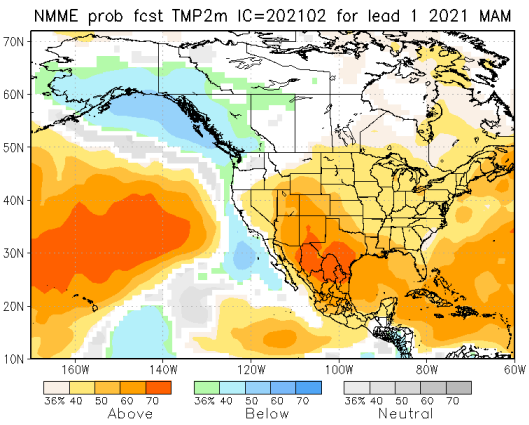 NMME prob fcst TMP2m IC=202102 for lead 1 2021 MAM
70N
60N
50N
40N
30N
20N
10N
160W 140W 120W 100W 80W 60W
36% 40 50 60 70 36% 40 50 60 70 36% 40 50 60 70
Above Below Neutral